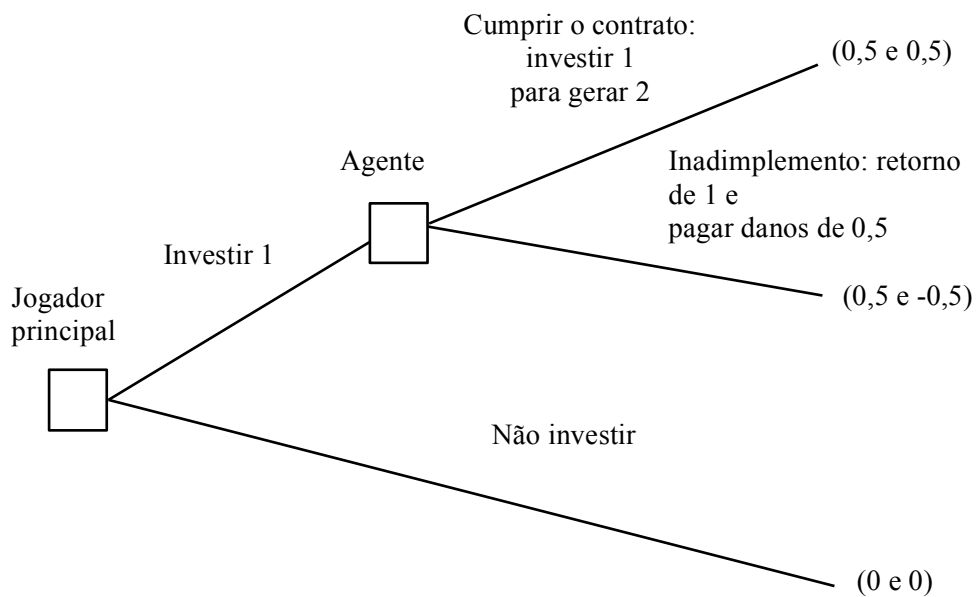 Cumprir o contrato:
investir 1
para gerar 2
(0,5 e 0,5)
Agente
Inadimplemento: retorno
de 1 e
pagar danos de 0,5
Investir 1
(0,5 e -0,5)
Jogador
principal
Não investir
(0 e 0)